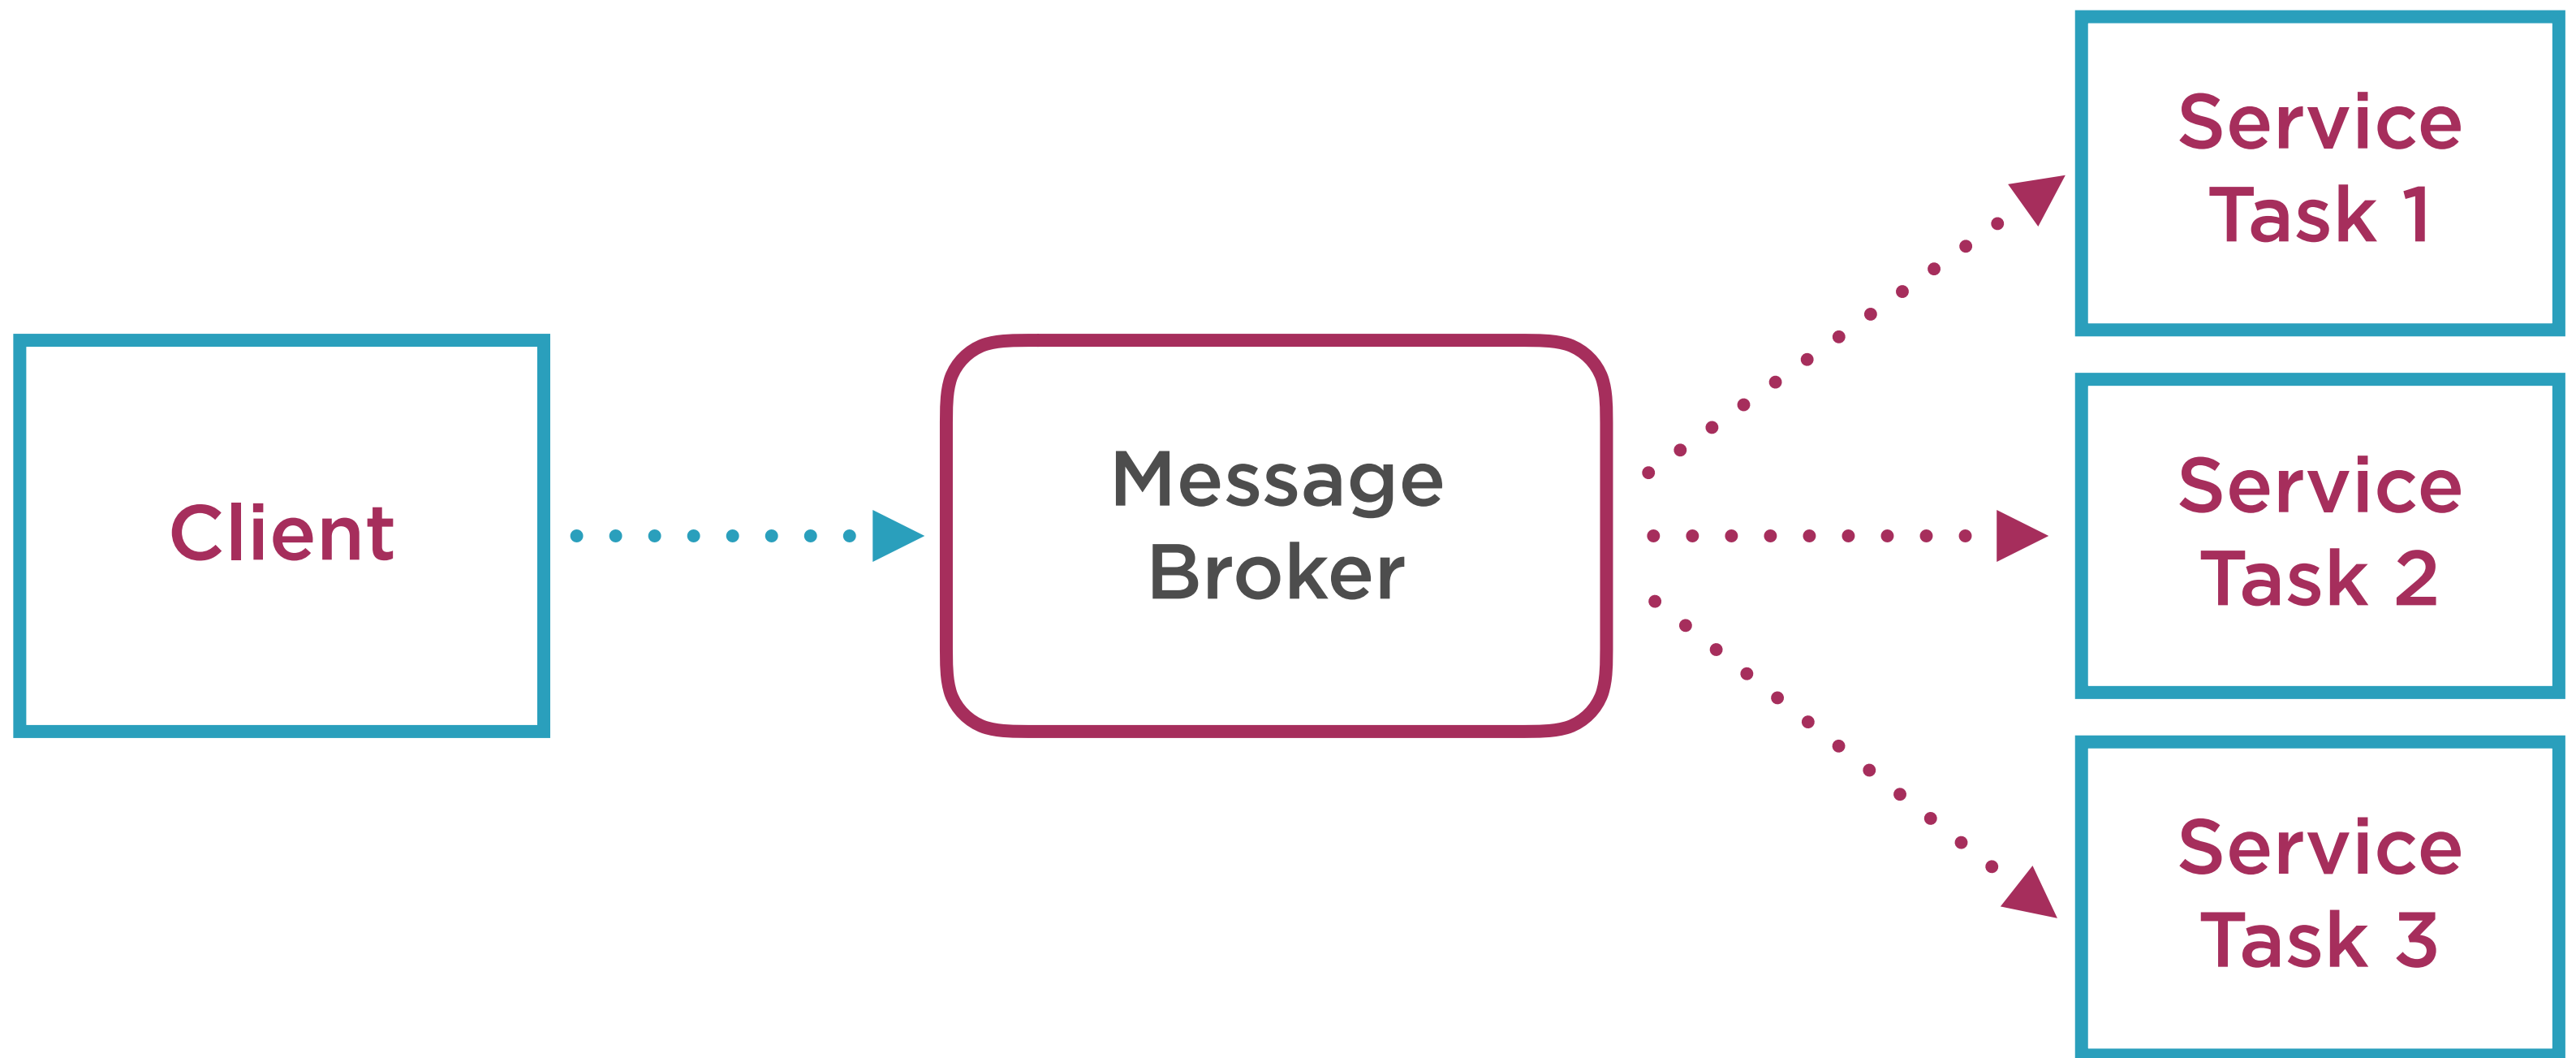 Client
Message
Broker
Service
Task 1
Service
Task 2
Service
Task 3